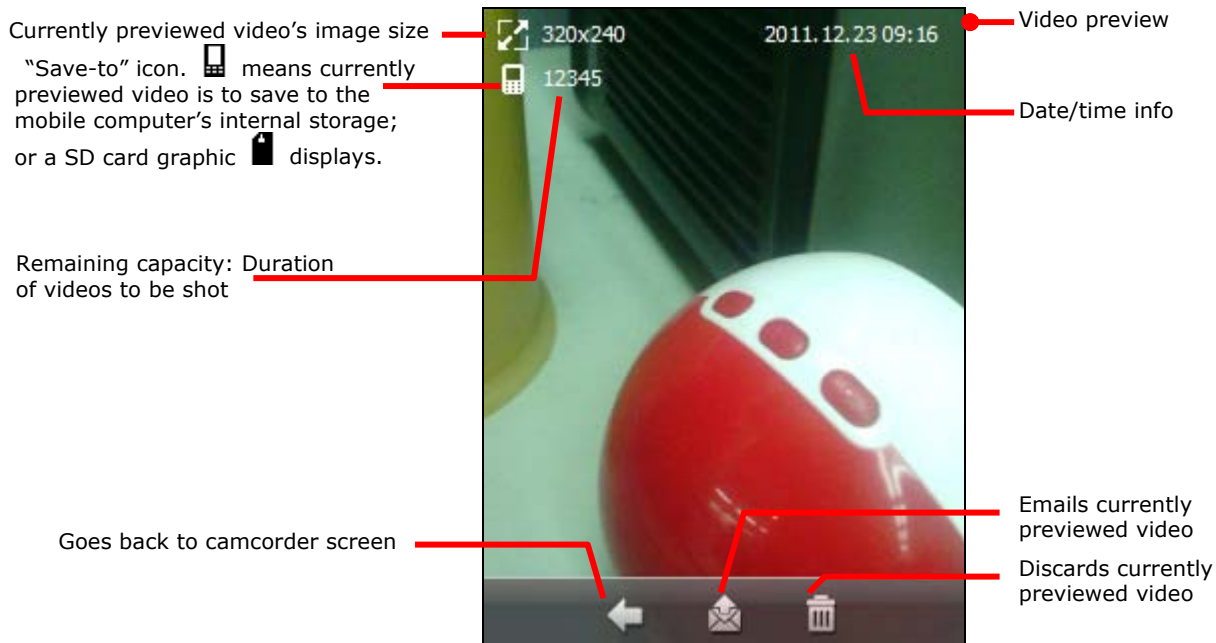 Currently previewed video’s image size
“Save-to” icon. means currently
previewed video is to save to the
mobile computer’s internal storage;
or a SD card graphic displays.
Remaining capacity: Duration
of videos to be shot
Goes back to camcorder screen
320x240
2011.12.23 09:16
12345
Video preview
Date/time info
Emails currently
previewed video
Discards currently
previewed video